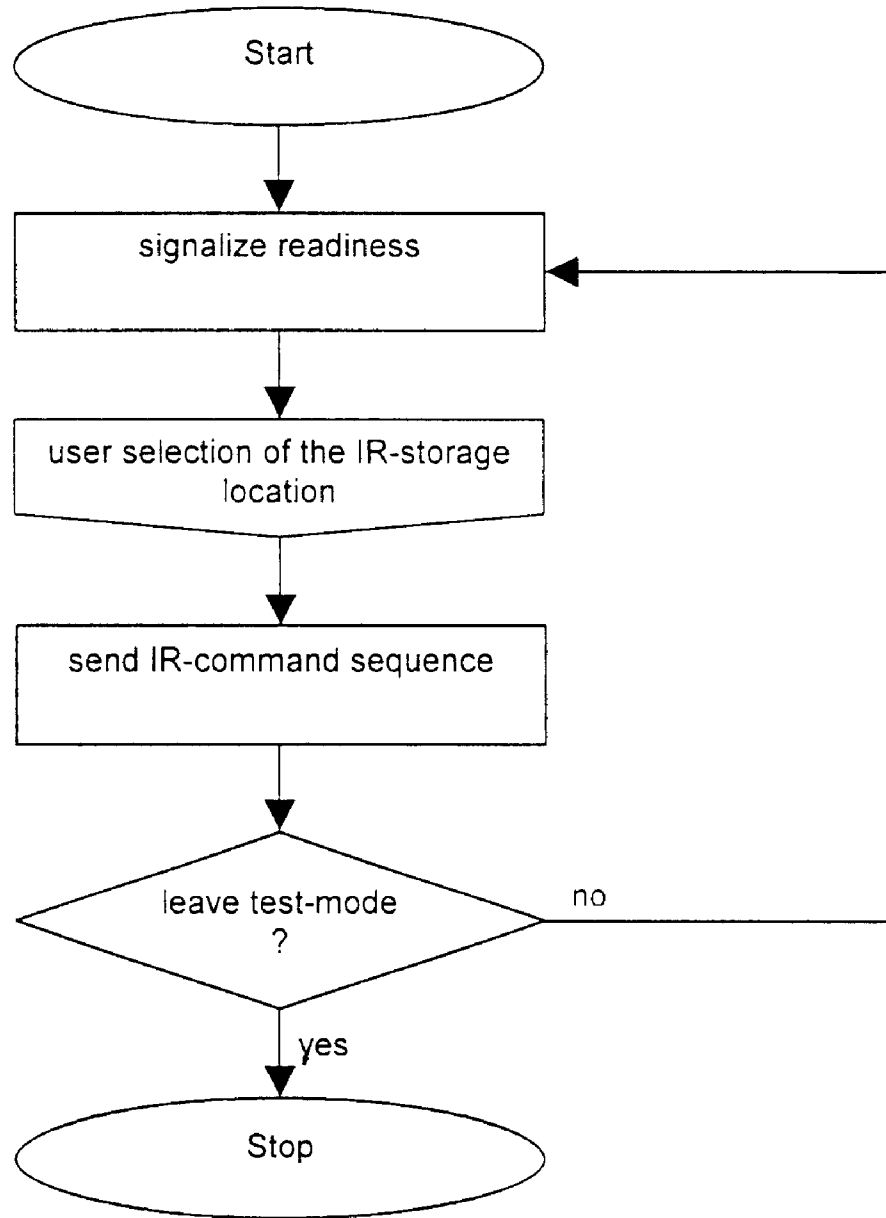 Start
signalize readiness
user selection of the IR-storage
location
send IR-command sequence
leave test-mode
?
no
yes
Stop